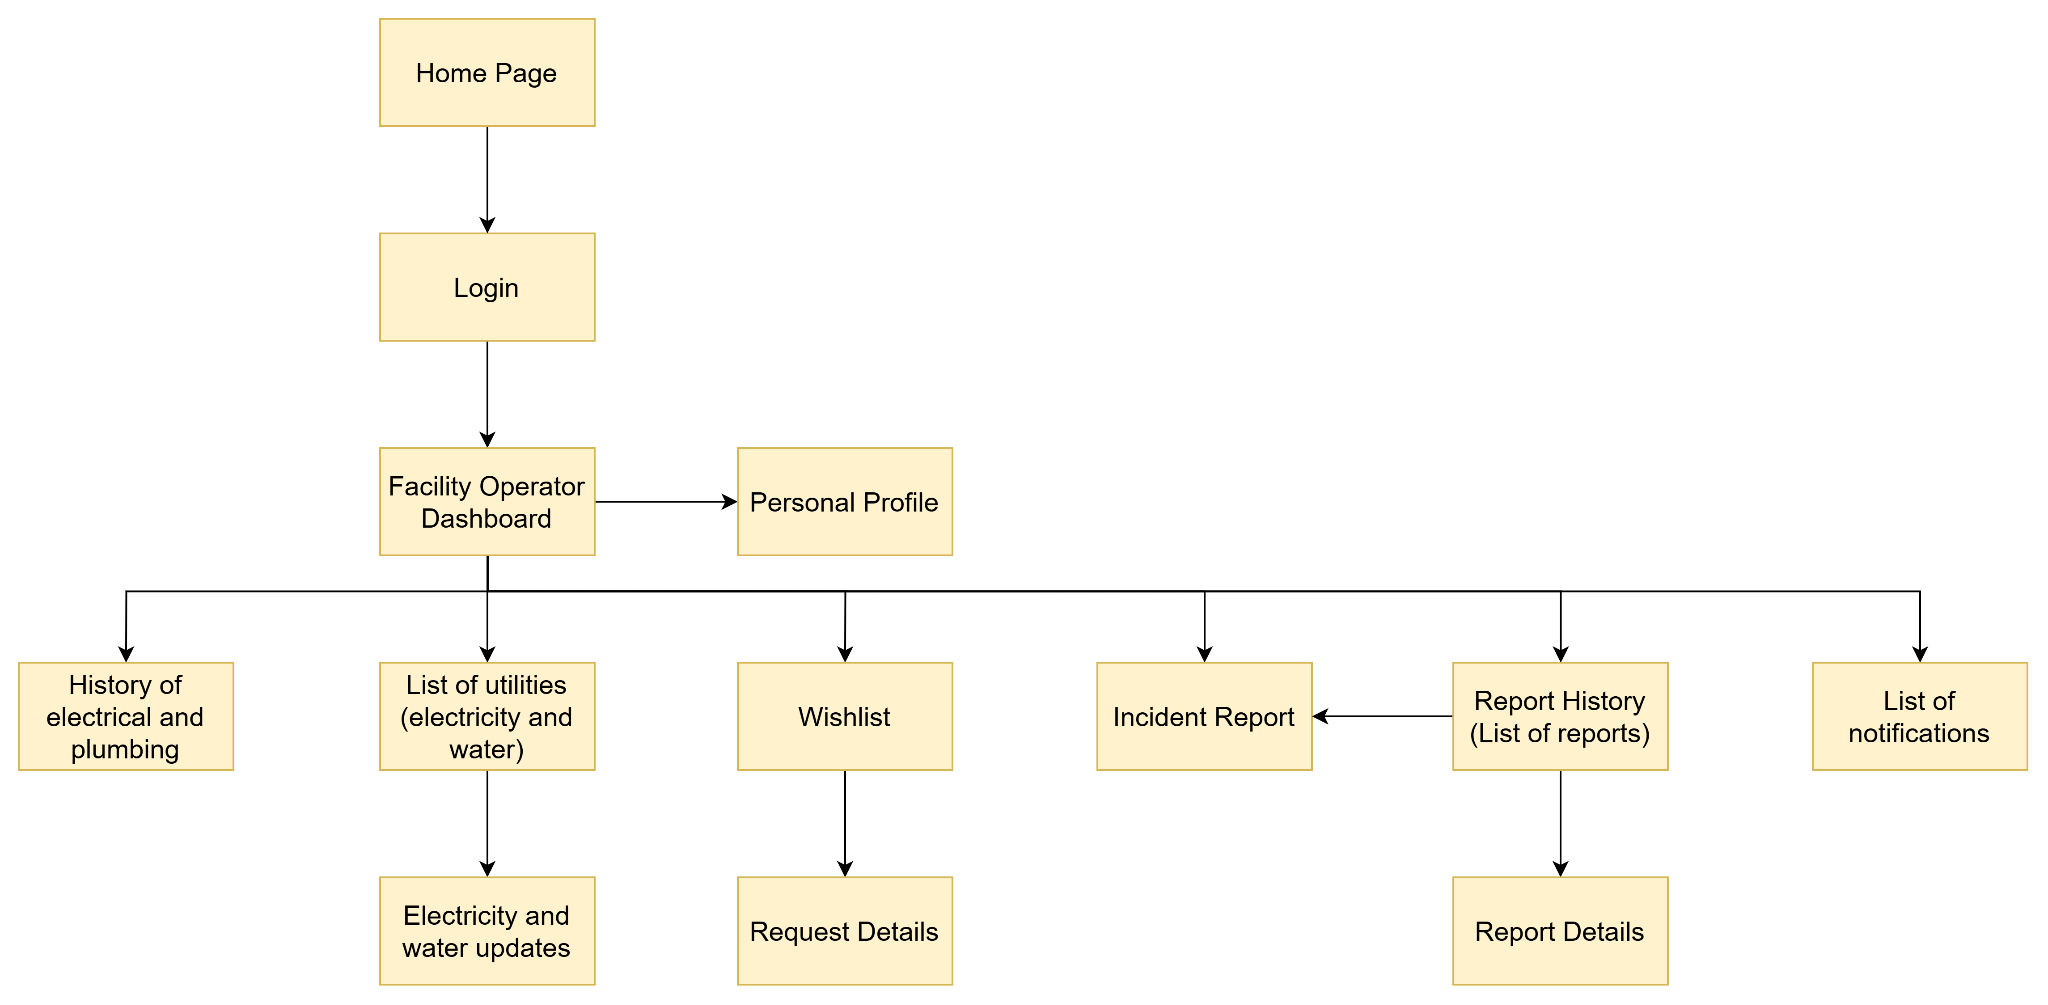 Home Page
Login
Facility Operator
Dashboard
Personal Profile
History of
electrical and
plumbing
List of utilities
(electricity and
water)
Wishlist
Incident Report
Report History
(List of reports)
List of
notifications
Electricity and
water updates
Request Details
Report Details